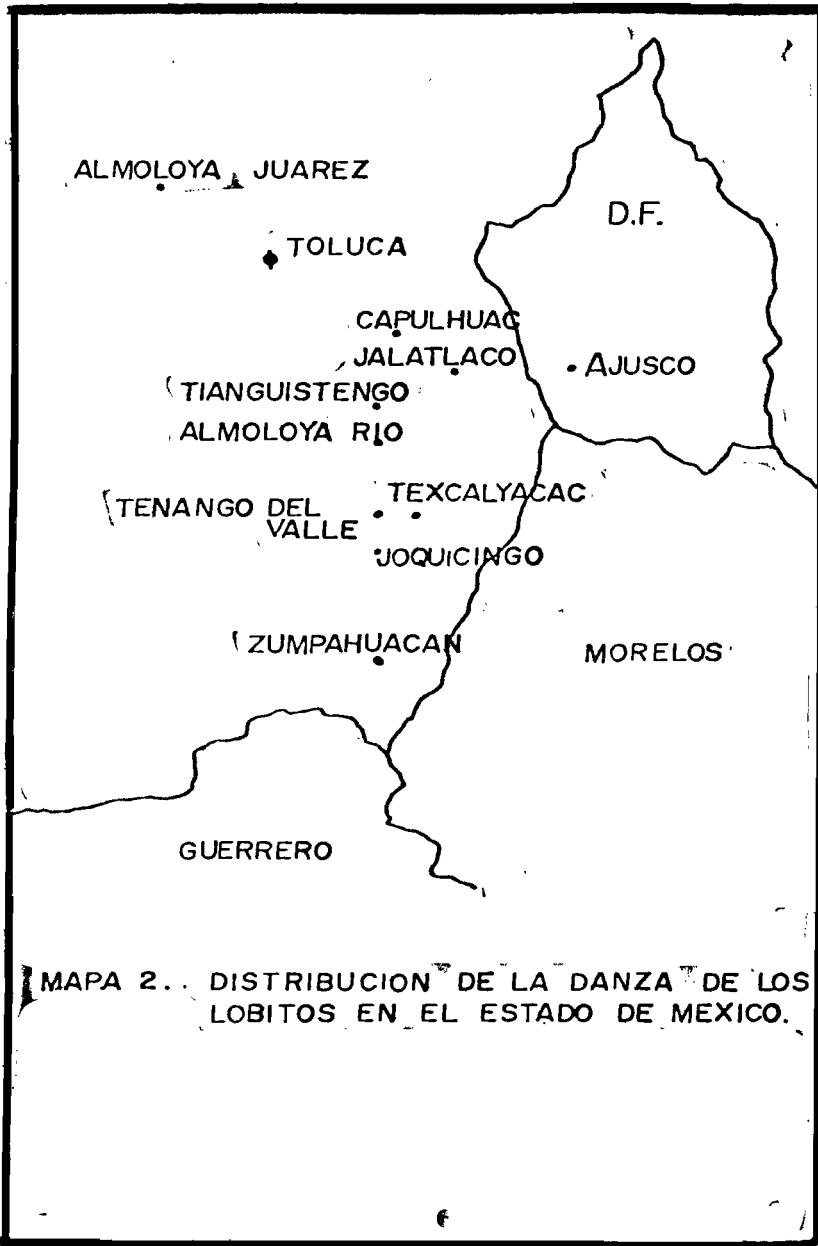 ALMOLOYA JUAREZ
D.F.
TOLUCA
CAPULHUAC
JALATLACO
AJUSCO
TIANGUISTENGO
ALMOLOYA RIO
TEXCALYACAC
TENANGO DEL
VALLE
JOQUICINGO
ZUMPAHUACAN
MORELOS
GUERRERO
MAPA 2.. DISTRIBUCION DE LA DANZA DE LOS
LOBITOS EN EL ESTADO DE MEXICO.